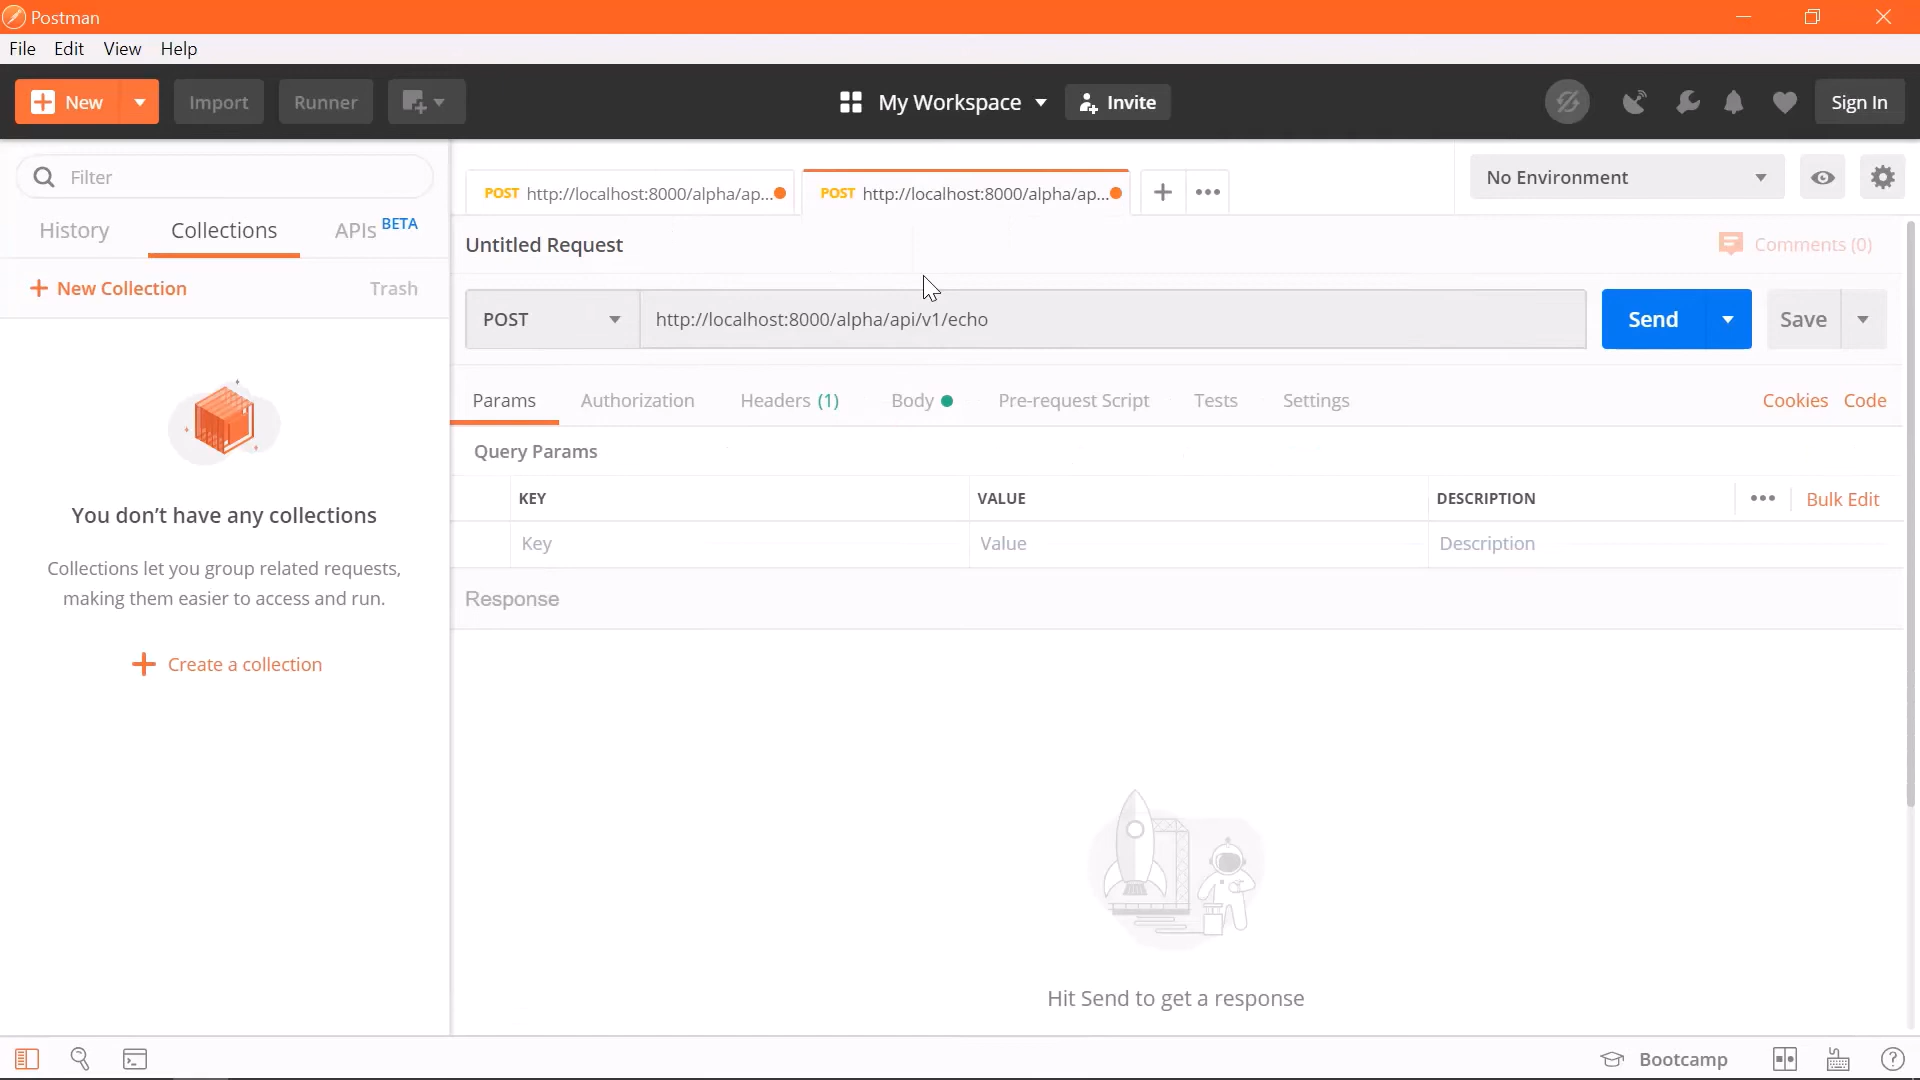 Postman
File Edit View Help
New Import Runner My Workspace Invite Sign In
Filter
History Collections APIs BETA
New Collection Trash
You don’t have any collections
Collections let you group related requests,
making them easier to access and run.
Create a collection
POST http://localhost:8000/alpha/ap... POST http://localhost:8000/alpha/ap...
No Environment
Untitled Request Comments (0)
POST http://localhost:8000/alpha/api/v1/echo Send Save
Params Authorization Headers (1) Body Pre-request Script Tests Settings Cookies Code
Query Params
KEY VALUE DESCRIPTION Bulk Edit
Key Value Description
Response
Hit Send to get a response
Bootcamp